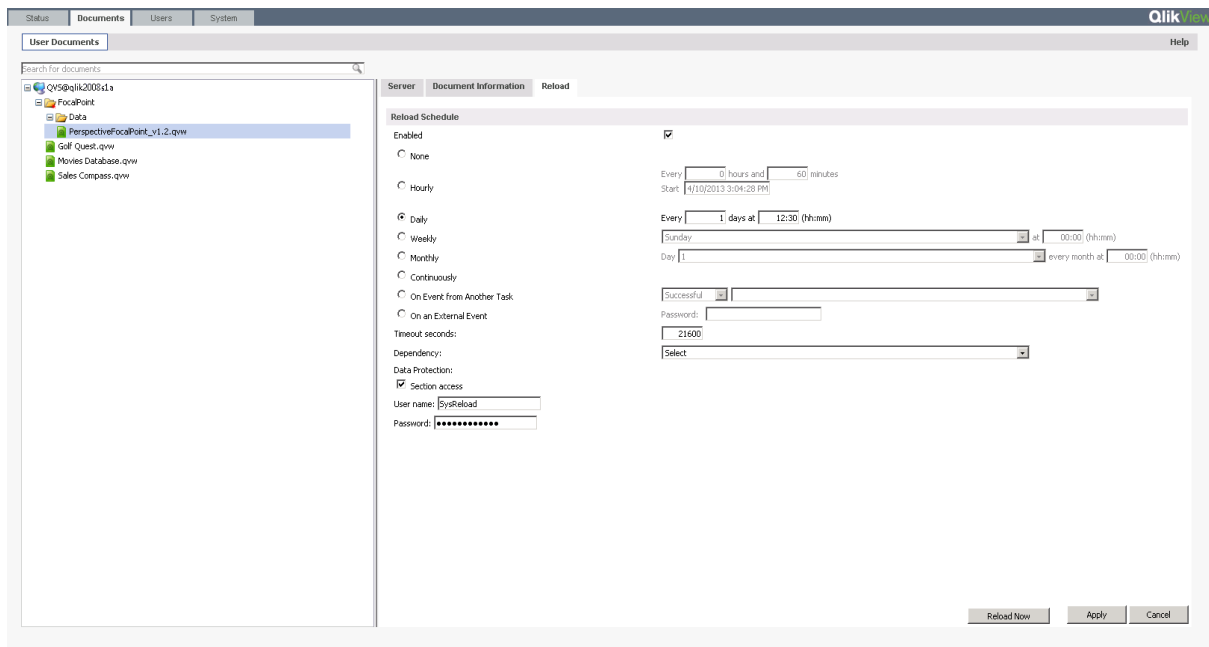 Status Documents Users System QlikView
User Documents Help
Search for documents
QVS@qlik2008s1a
FocalPoint
Data
PerspectiveFocalPoint_v1.2.qvw
Golf Quest.qvw
Movies Database.qvw
Sales Compass.qvw
Server Document Information Reload
Reload Schedule
Enabled
None
Hourly Every 0 hours and 60 minutes
Start 4/10/2013 3:04:28 PM
Daily Every 1 days at 12:30 (hh:mm)
Weekly Sunday at 00:00 (hh:mm)
Monthly Day 1 every month at 00:00 (hh:mm)
Continuously
On Event from Another Task Successful
On an External Event Password:
Timeout seconds: 21600
Dependency: Select
Data Protection:
Section access
User name: SysReload
Password: ●●●●●●●●●●●●
Reload Now Apply Cancel